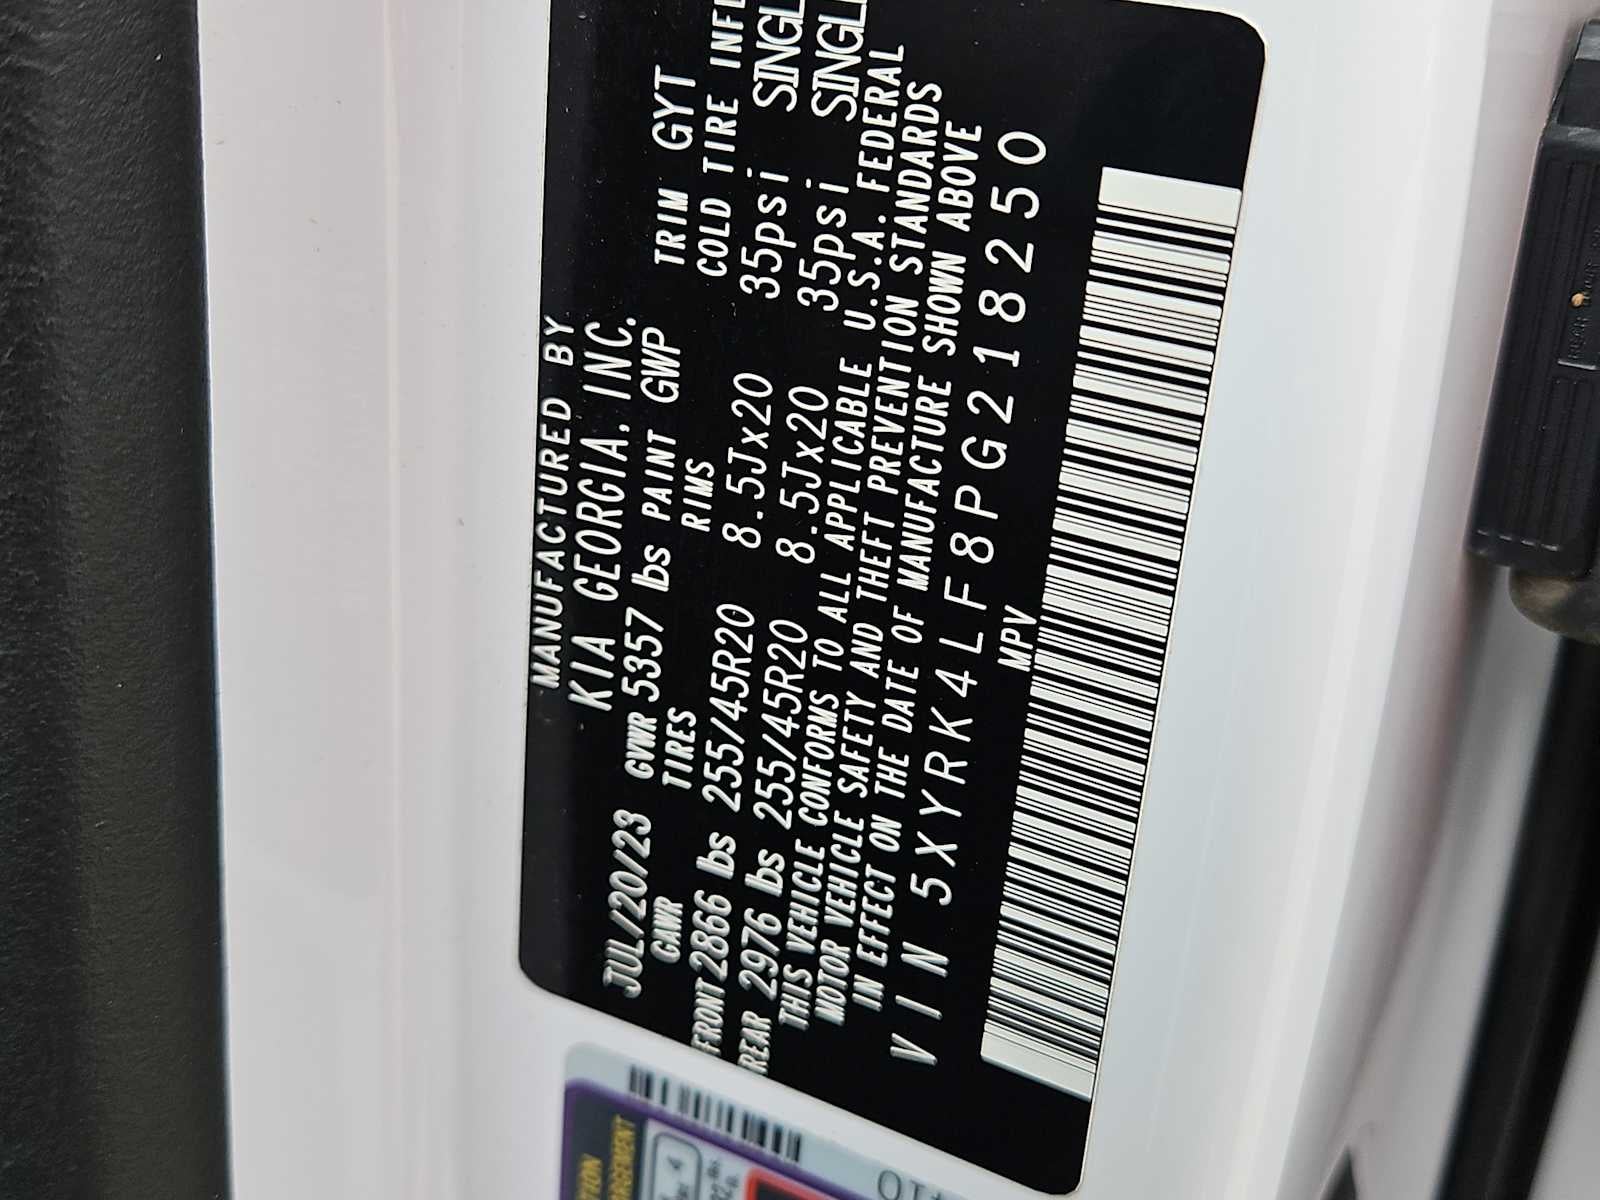 MANUFACTURED BY
KIA GEORGIA, INC.
JUL/20/23 GVWR 5357 lbs PAINT GWP TRIM GYT
GAWR TIRES RIMS COLD TIRE
FRONT 2866 lbs 255/45R20 8.5Jx20 35psi
REAR 2976 lbs 255/45R20 8.5Jx20 35psi
THIS VEHICLE CONFORMS TO ALL APPLICABLE U.S.A. FEDERAL
MOTOR VEHICLE SAFETY AND THEFT PREVENTION STANDARDS
IN EFFECT ON THE DATE OF MANUFACTURE SHOWN ABOVE
VIN 5XYRK4LF8PG218250
MPV